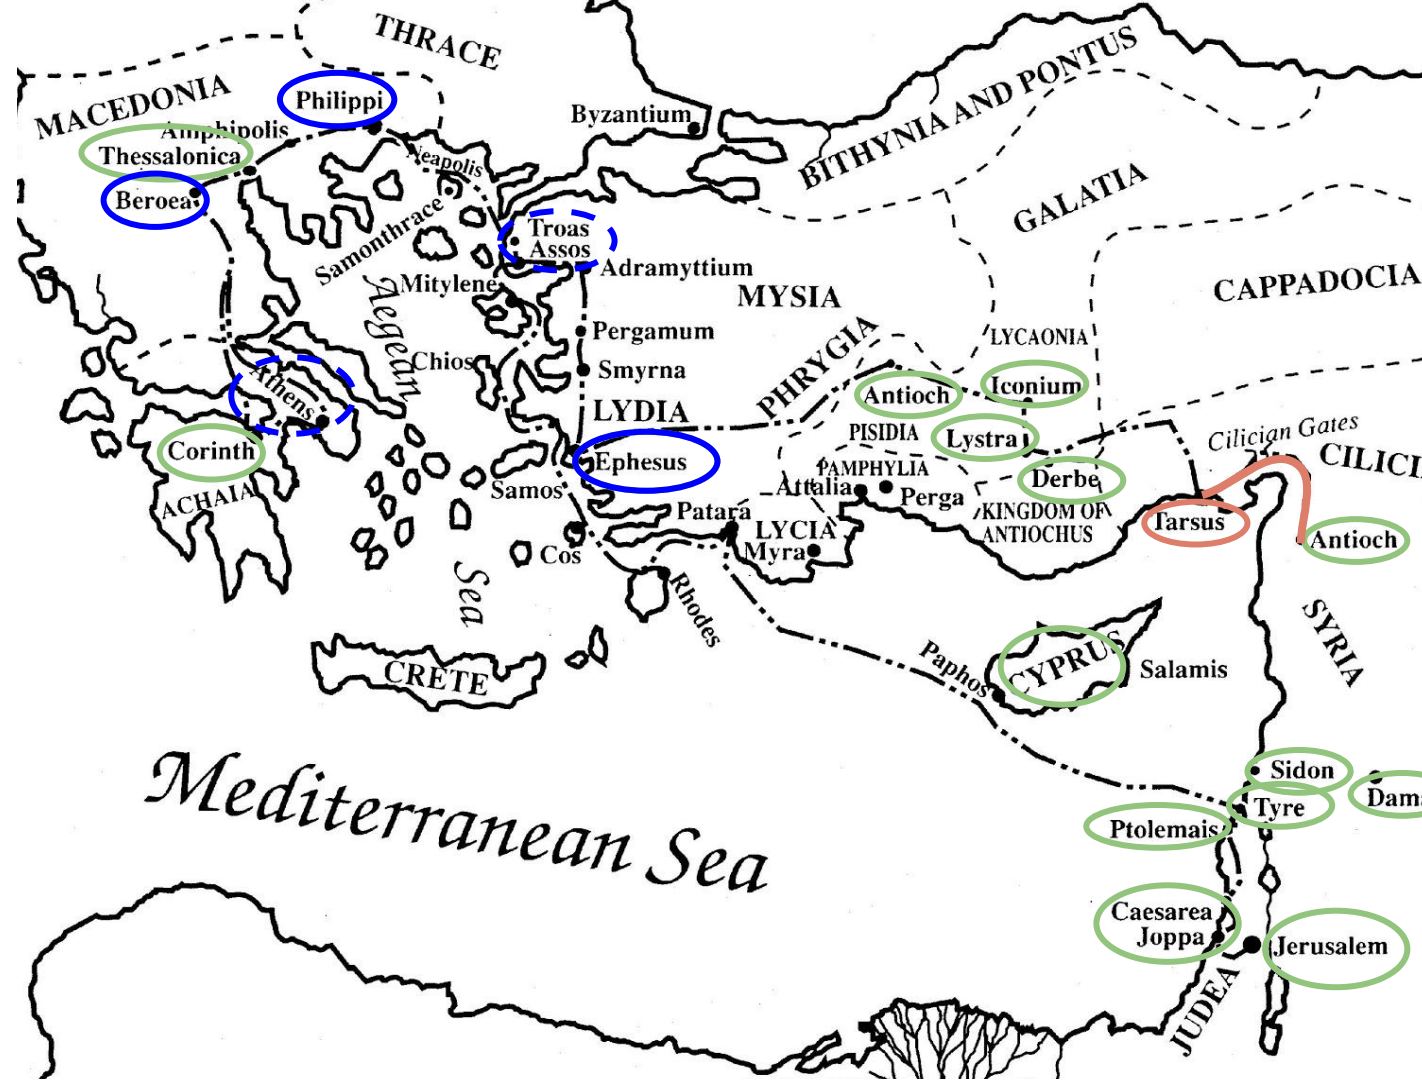 THRACE
MACEDONIA
Philippi
Amphipolis
Thessalonica
Neapolis
Beroea
Byzantium
BITHYNIA AND PONTUS
GALATIA
CAPPADOCIA
Samonthrace
Troas
Assos
Adramyttium
Mitylene
MYSIA
Aegean
Sea
Pergamum
Chios
Smyrna
PHRYGIA
LYCAONIA
Antioch
Iconium
Athens
LYDIA
PISIDIA
Lystra
Cilician Gates
CILICI
Corinth
Ephesus
PAMPHYLIA
Derbe
ACHAIA
Samos
Attalia
Perga
KINGDOM OF
ANTIOCHUS
Patara
LYCIA
Tarsus
Antioch
Cos
Myra
Rhodes
SYRIA
CRETE
Paphos
CYPRUS
Salamis
Mediterranean Sea
Sidon
Tyre
Dam
Ptolemais
Caesarea
Joppa
Jerusalem
JUDEA